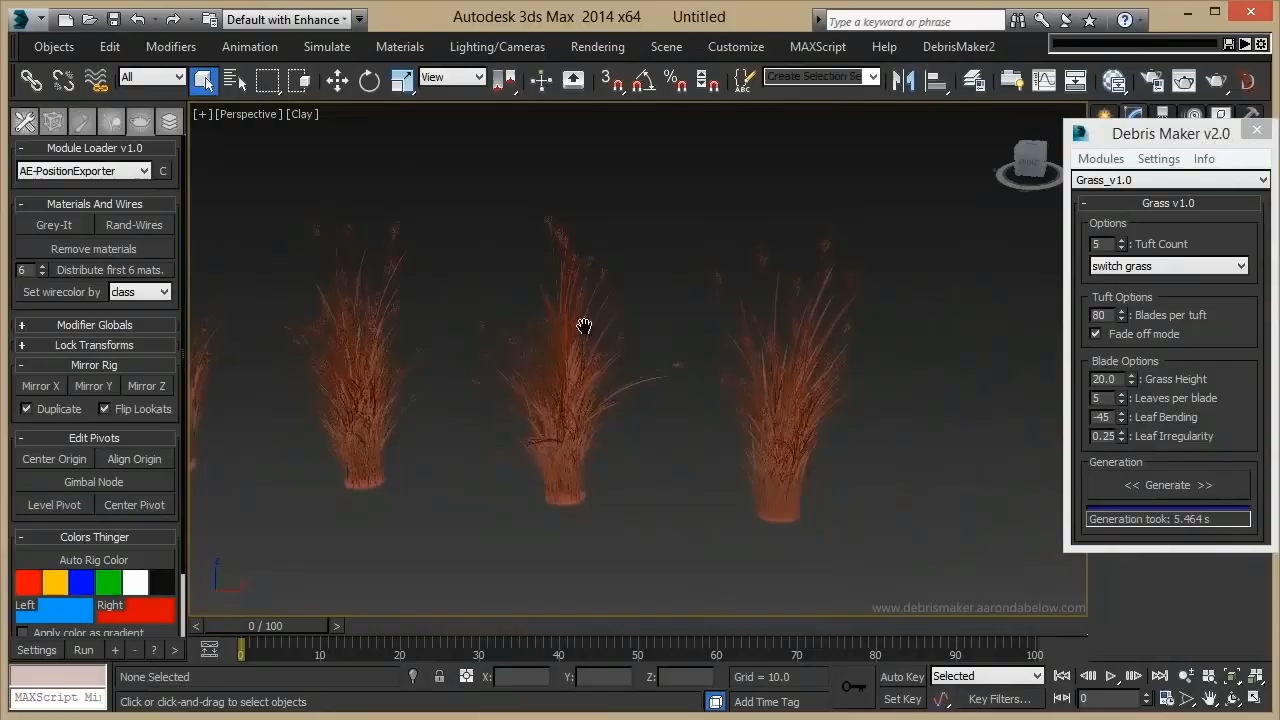 Default with Enhance
Autodesk 3ds Max 2014 x64 Untitled
Type a keyword or phrase
Objects Edit Modifiers Animation Simulate Materials Lighting/Cameras Rendering Scene Customize MAXScript Help DebrisMaker2
All
View
Create Selection Se
[+] [Perspective] [Clay]
Module Loader v1.0
AE-PositionExporter C
Materials And Wires
Grey-It Rand-Wires
Remove materials
6 Distribute first 6 mats.
Set wirecolor by class
Modifier Globals
Lock Transforms
Mirror Rig
Mirror X Mirror Y Mirror Z
Duplicate Flip Lookats
Edit Pivots
Center Origin Align Origin
Gimbal Node
Level Pivot Center Pivot
Colors Thinger
Auto Rig Color
Left Right
Apply color as gradient
Settings Run + - ? >
Debris Maker v2.0
Modules Settings Info
Grass_v1.0
Grass v1.0
Options
5 : Tuft Count
switch grass
Tuft Options
80 : Blades per tuft
Fade off mode
Blade Options
20.0 : Grass Height
5 : Leaves per blade
-45 : Leaf Bending
0.25 : Leaf Irregularity
Generation
<< Generate >>
Generation took: 5.464 s
www.debrismaker.aarondabelow.com
< 0 / 100 >
0 10 20 30 40 50 60 70 80 90 100
None Selected X: Y: Z: Grid = 10.0 Auto Key Selected
MAXScript Mi Click or click-and-drag to select objects Add Time Tag Set Key Key Filters... 0